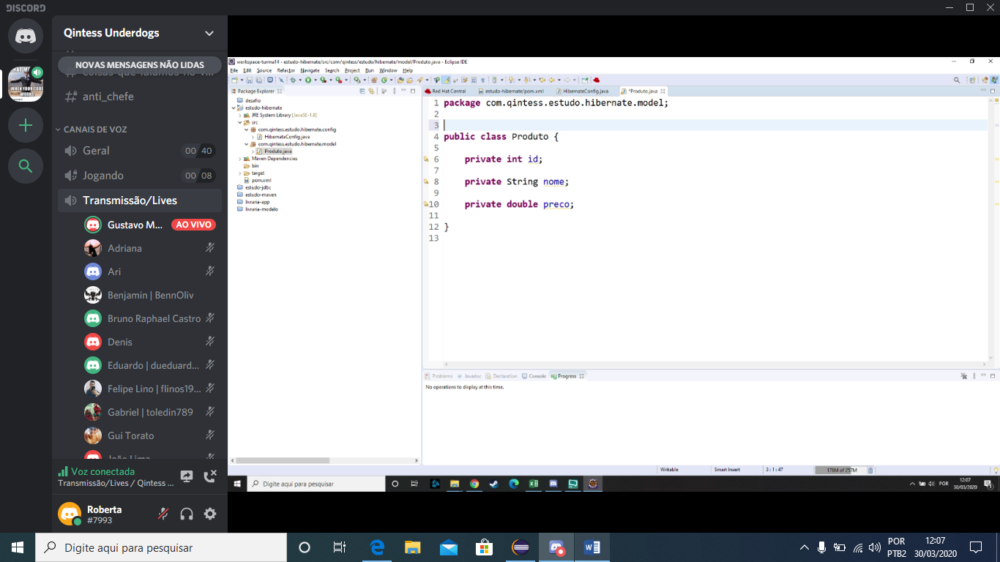 DISCORD
Qintess Underdogs
NOVAS MENSAGENS NÃO LIDAS
anti_chefe
CANAIS DE VOZ
Geral 00 40
Jogando 00 08
Transmissão/Lives
Gustavo M... AO VIVO
Adriana
Ari
Benjamin | BennOliv
Bruno Raphael Castro
Denis
Eduardo | dueduard...
Felipe Lino | flinos19...
Gabriel | toledin789
Gui Torato
João Lima
Voz conectada
Transmissão/Lives / Qintess ...
Roberta
#7993
workspace-turma14 - estudo-hibernate/src/com/qintess/estudo/hibernate/model/Produto.java - Eclipse IDE
File Edit Source Refactor Navigate Search Project Run Window Help
Package Explorer
desafio
estudo-hibernate
JRE System Library [JavaSE-1.8]
src
com.qintess.estudo.hibernate.config
HibernateConfig.java
com.qintess.estudo.hibernate.model
Produto.java
Maven Dependencies
bin
target
pom.xml
estudo-jdbc
estudo-maven
livraria-app
livraria-modelo
Red Hat Central estudo-hibernate/pom.xml HibernateConfig.java *Produto.java
1 package com.qintess.estudo.hibernate.model;
2
3
4 public class Produto {
5
6 private int id;
7
8 private String nome;
9
10 private double preco;
11
12 }
13
Problems Javadoc Declaration Console Progress
No operations to display at this time.
Writable Smart Insert 3 : 1 : 47 176M of 257M
Digite aqui para pesquisar
POR 12:07
30/03/2020
Digite aqui para pesquisar
POR 12:07
PTB2 30/03/2020